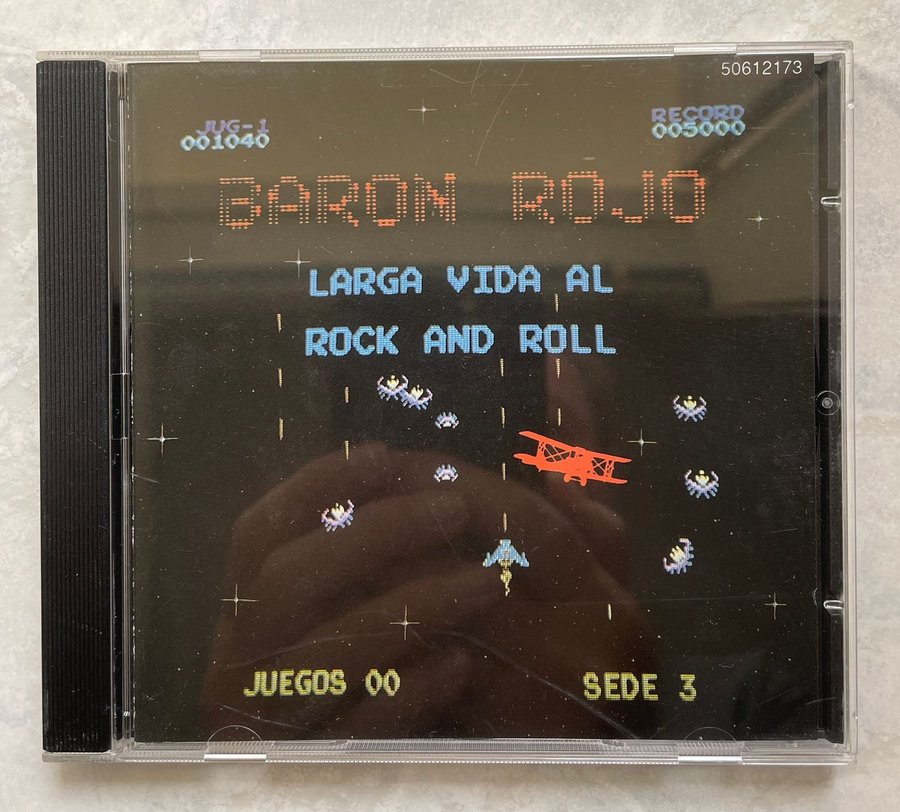 50612173
JUG-1
001040
RECORD
005000
BARON ROJO
LARGA VIDA AL
ROCK AND ROLL
JUEGOS 00
SEDE 3